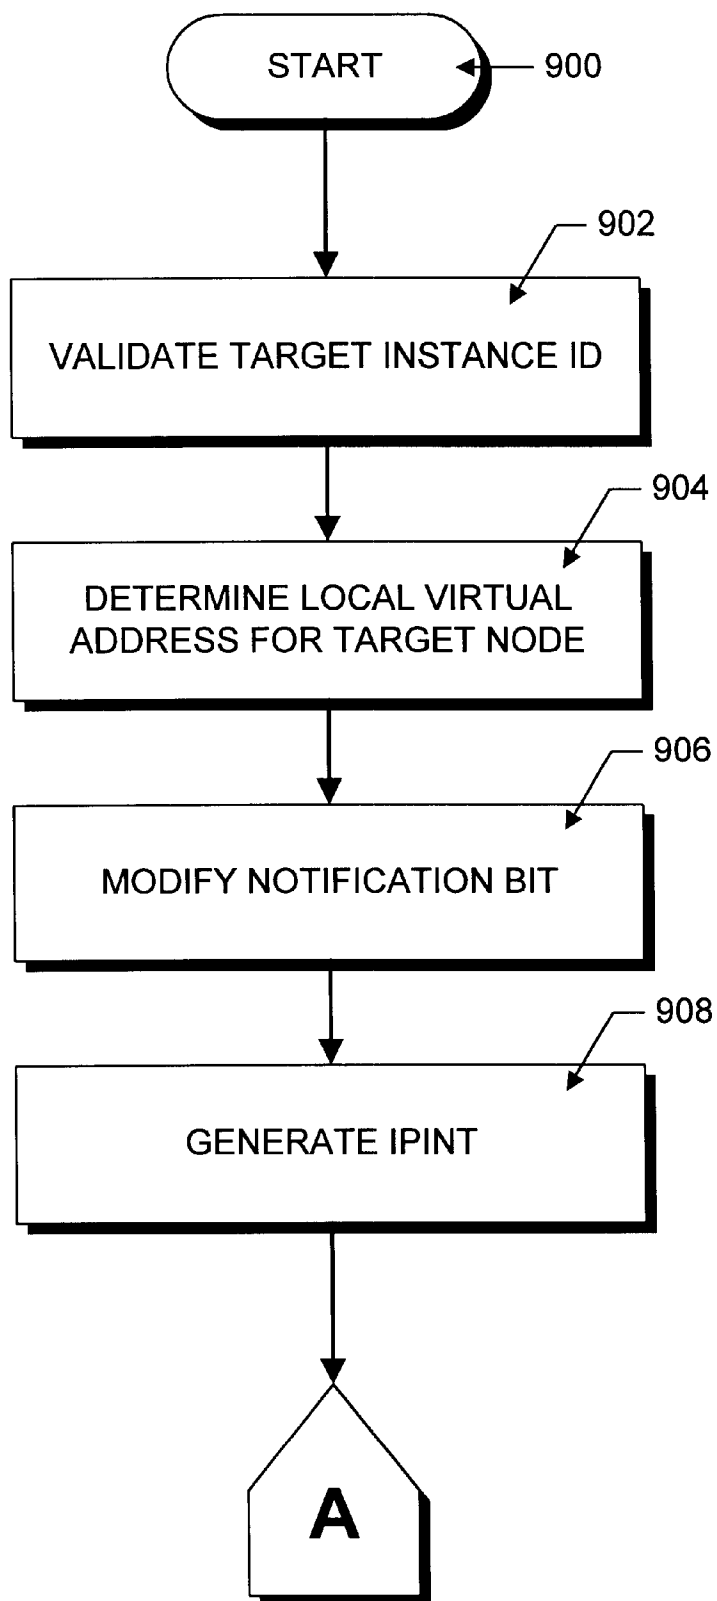 START
900
902
VALIDATE TARGET INSTANCE ID
904
DETERMINE LOCAL VIRTUAL
ADDRESS FOR TARGET NODE
906
MODIFY NOTIFICATION BIT
908
GENERATE IPINT
A